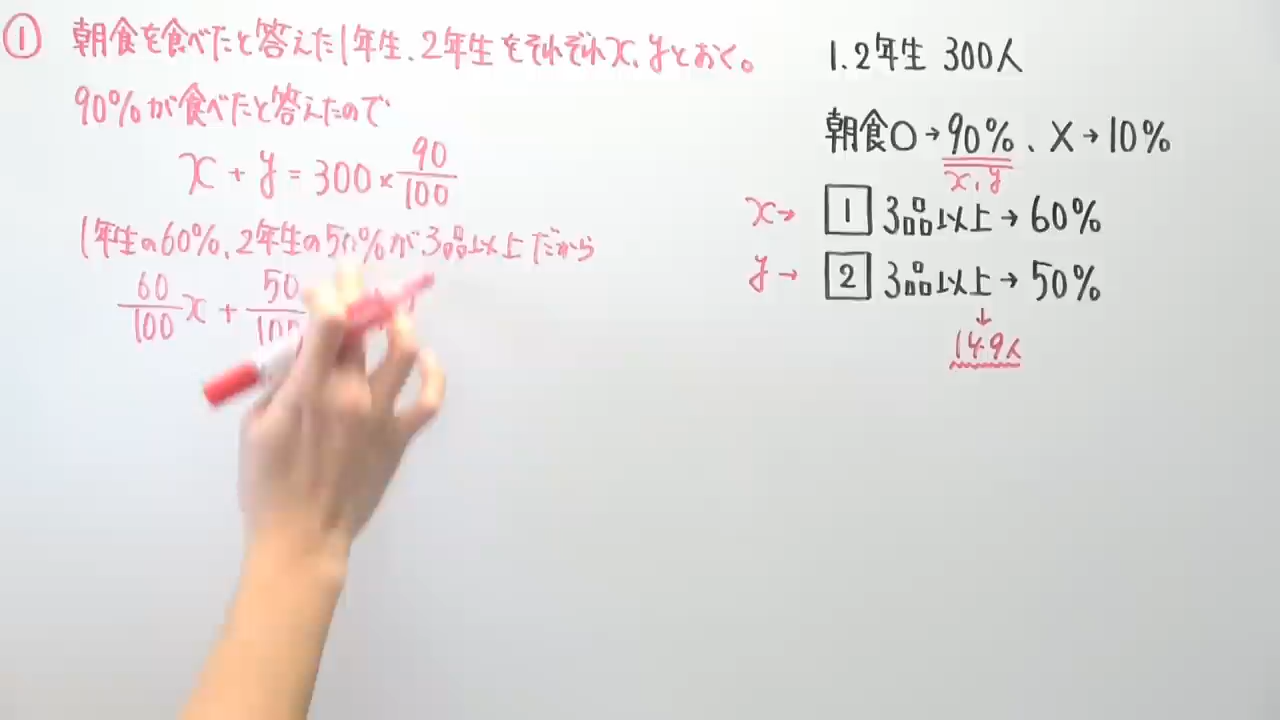 ① 朝食を食べたと答えた1年生、2年生をそれぞれx、yとおく。
90%が食べたと答えたので
x + y = 300 × 90/100
1年生の60%、2年生の50%が3品以上だから
60/100 x + 50/100
1、2年生 300人
朝食○→90%、×→10%
x、y
x→ 1 3品以上→60%
y→ 2 3品以上→50%
↓
149人